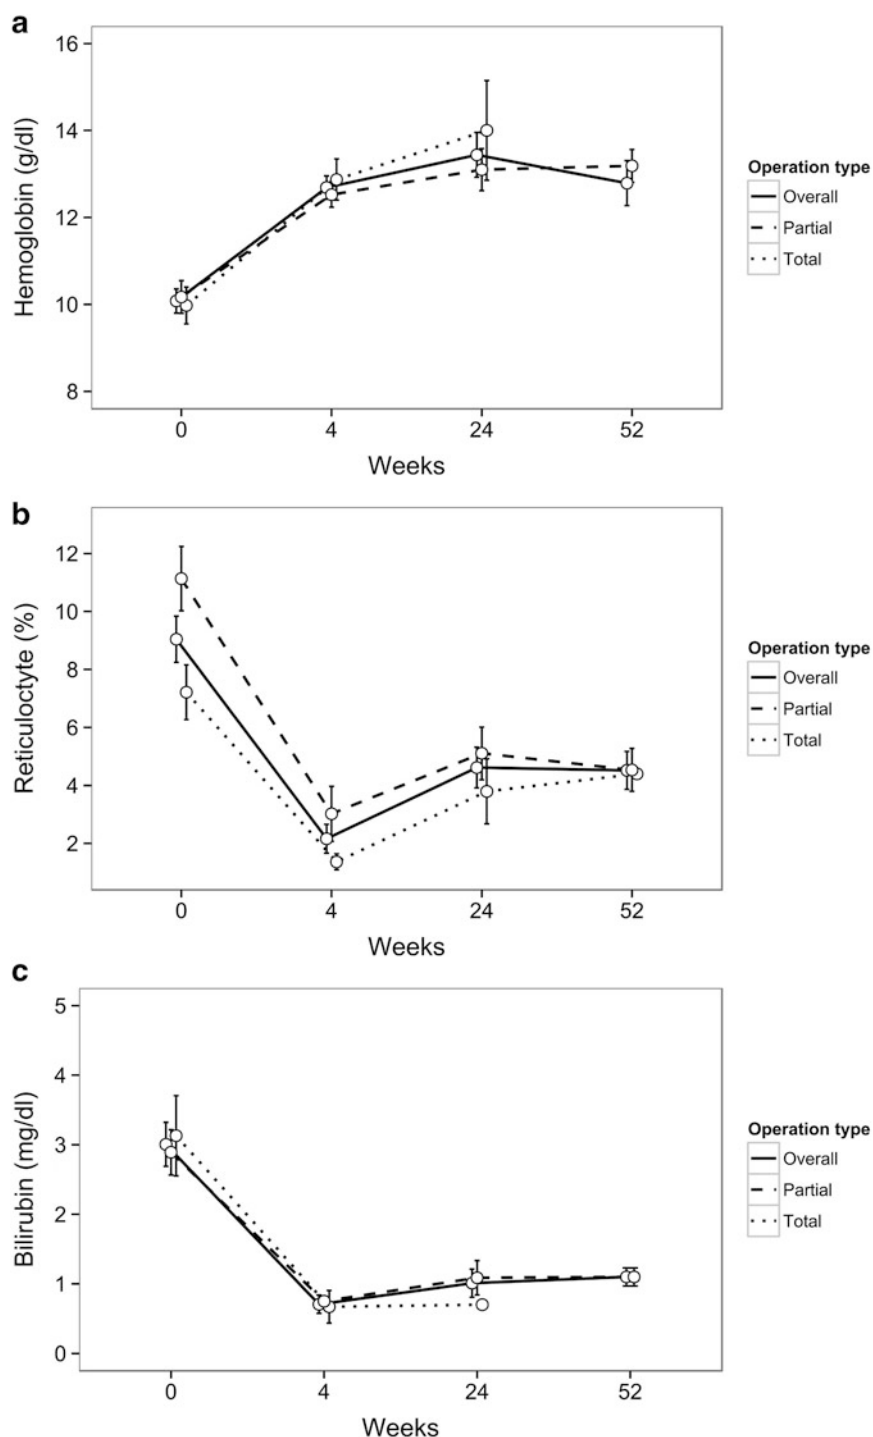 a
Hemoglobin (g/dl)
16
14
12
10
8
0 4 24 52
Weeks
Operation type
Overall
Partial
Total
b
Reticuloctyte (%)
12
10
8
6
4
2
0 4 24 52
Weeks
Operation type
Overall
Partial
Total
c
Bilirubin (mg/dl)
5
4
3
2
1
0
0 4 24 52
Weeks
Operation type
Overall
Partial
Total